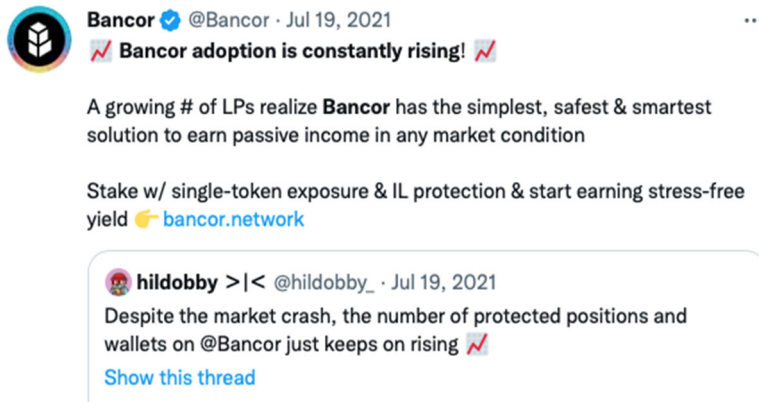 Bancor @Bancor · Jul 19, 2021
📈 Bancor adoption is constantly rising! 📈
A growing # of LPs realize Bancor has the simplest, safest & smartest
solution to earn passive income in any market condition
Stake w/ single-token exposure & IL protection & start earning stress-free
yield 👉 bancor.network
hildobby >|< @hildobby_ · Jul 19, 2021
Despite the market crash, the number of protected positions and
wallets on @Bancor just keeps on rising 📈
Show this thread